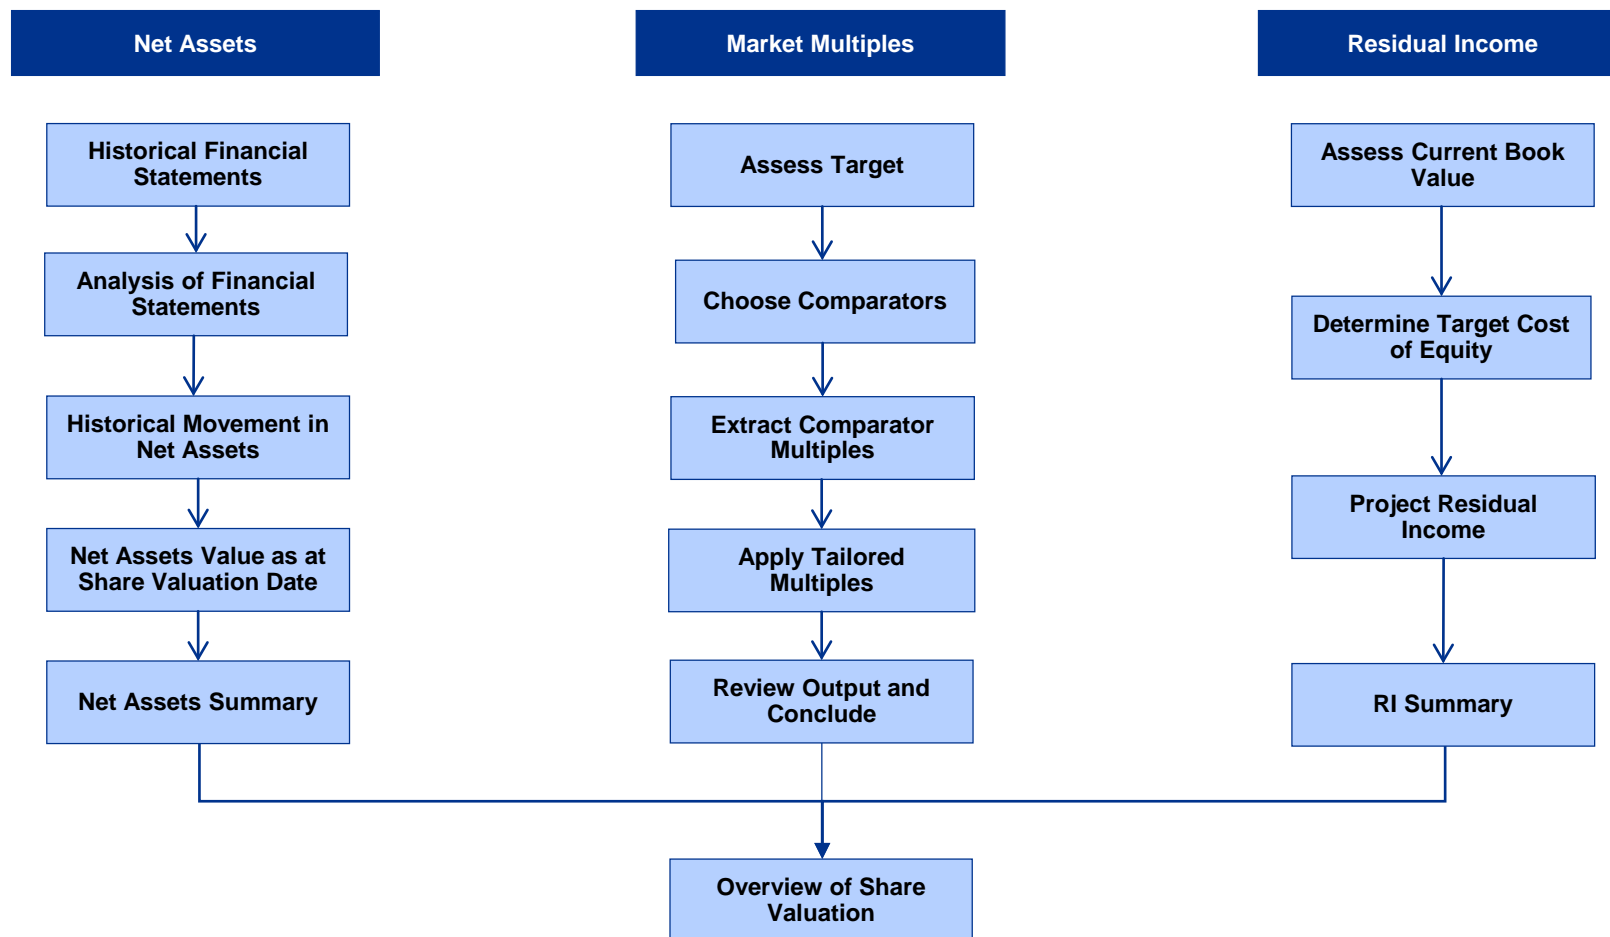 Net Assets
Market Multiples
Residual Income
Historical Financial
Statements
Analysis of Financial
Statements
Historical Movement in
Net Assets
Net Assets Value as at
Share Valuation Date
Net Assets Summary
Assess Target
Choose Comparators
Extract Comparator
Multiples
Apply Tailored
Multiples
Review Output and
Conclude
Assess Current Book
Value
Determine Target Cost
of Equity
Project Residual
Income
RI Summary
Overview of Share
Valuation